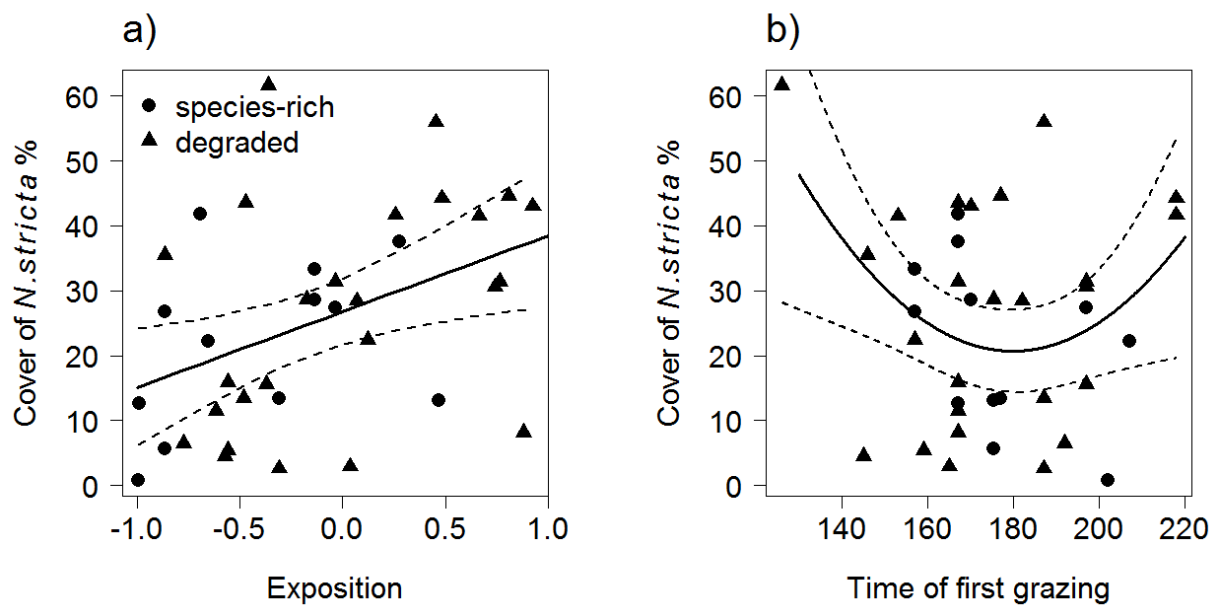 a)
Cover of N.stricta %
60
50
40
30
20
10
0
species-rich
degraded
-1.0 -0.5 0.0 0.5 1.0
Exposition
b)
Cover of N.stricta %
60
50
40
30
20
10
0
140 160 180 200 220
Time of first grazing